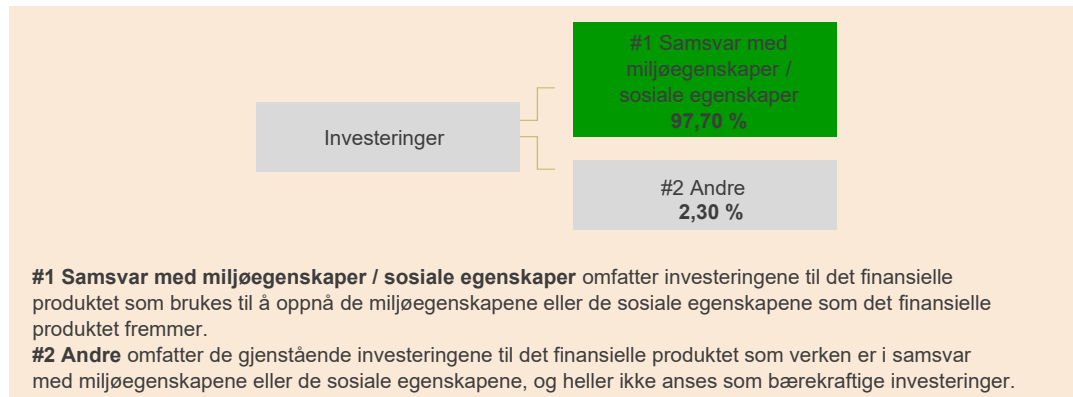 #1 Samsvar med
miljøegenskaper /
sosiale egenskaper
97,70 %
Investeringer
#2 Andre
2,30 %
#1 Samsvar med miljøegenskaper / sosiale egenskaper omfatter investeringene til det finansielle
produktet som brukes til å oppnå de miljøegenskapene eller de sosiale egenskapene som det finansielle
produktet fremmer.
#2 Andre omfatter de gjenstående investeringene til det finansielle produktet som verken er i samsvar
med miljøegenskapene eller de sosiale egenskapene, og heller ikke anses som bærekraftige investeringer.